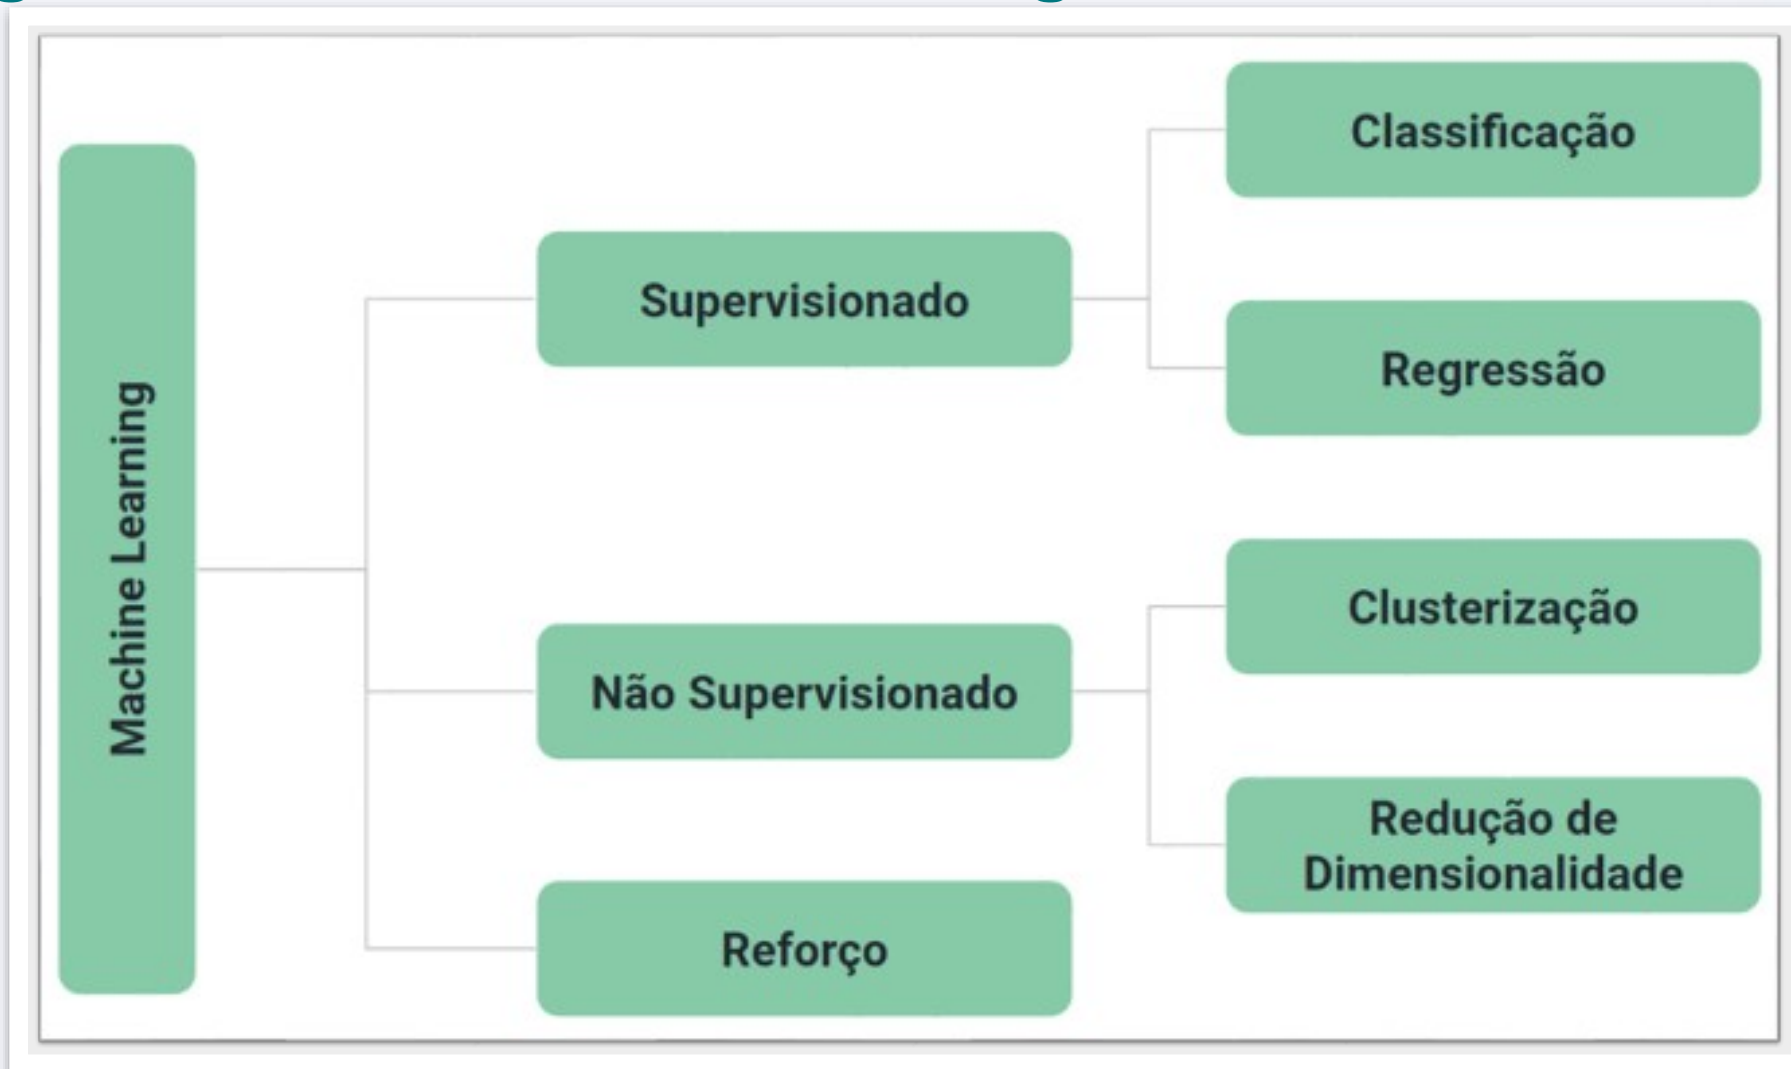 Machine Learning
Supervisionado
Classificação
Regressão
Não Supervisionado
Clusterização
Redução de
Dimensionalidade
Reforço